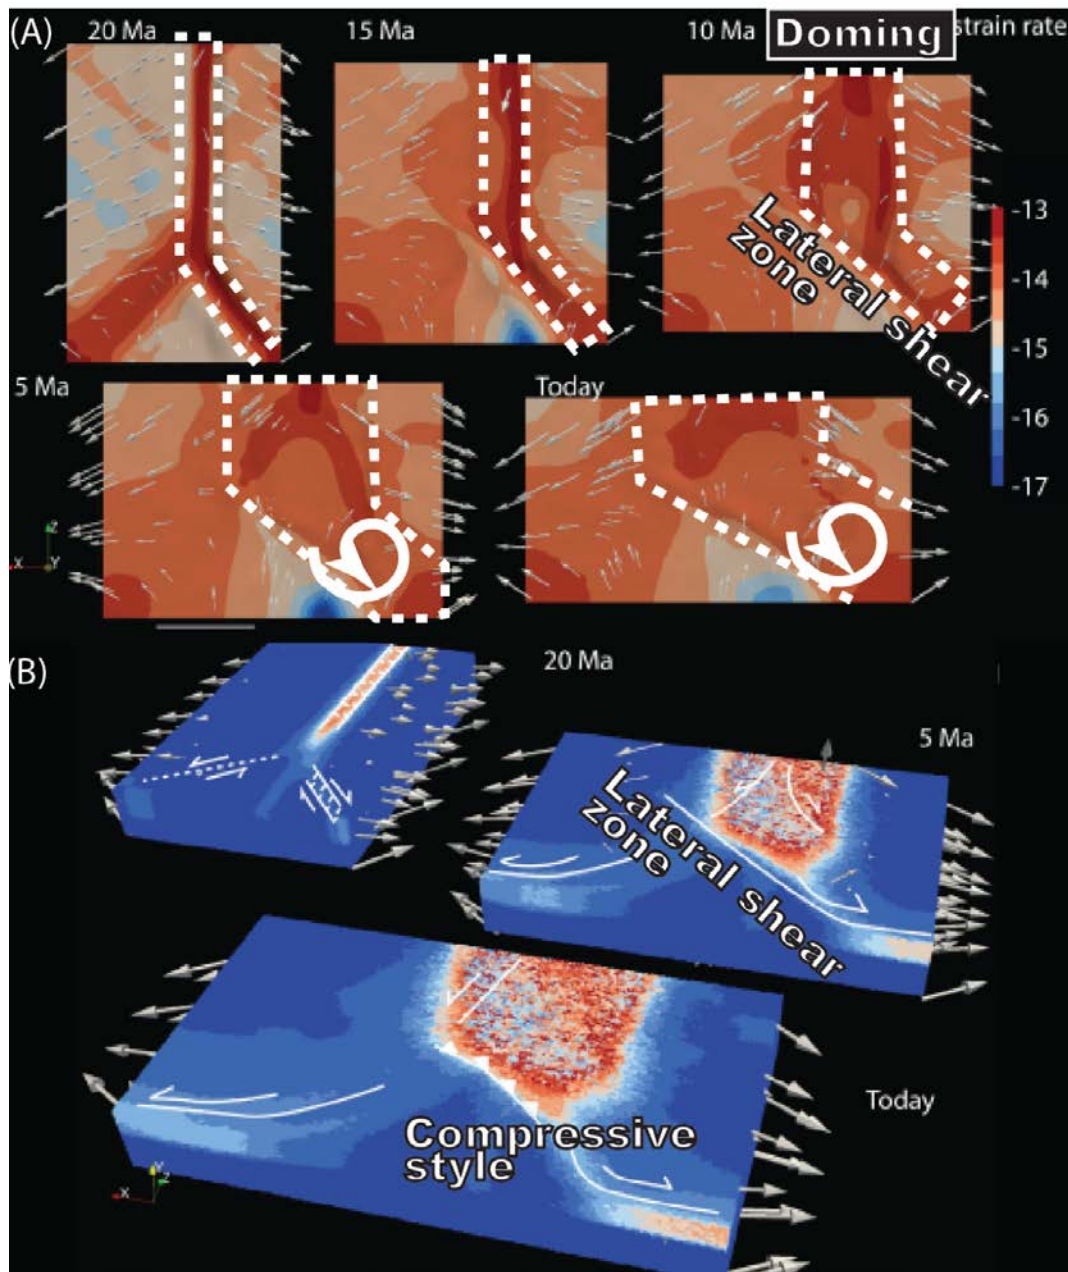 (A)
20 Ma
15 Ma
10 Ma
Doming
strain rate
Lateral shear
zone
-13
-14
-15
-16
-17
5 Ma
Today
X
Z
Y
(B)
20 Ma
5 Ma
Lateral shear
zone
Compressive
style
Today
X
Y
Z